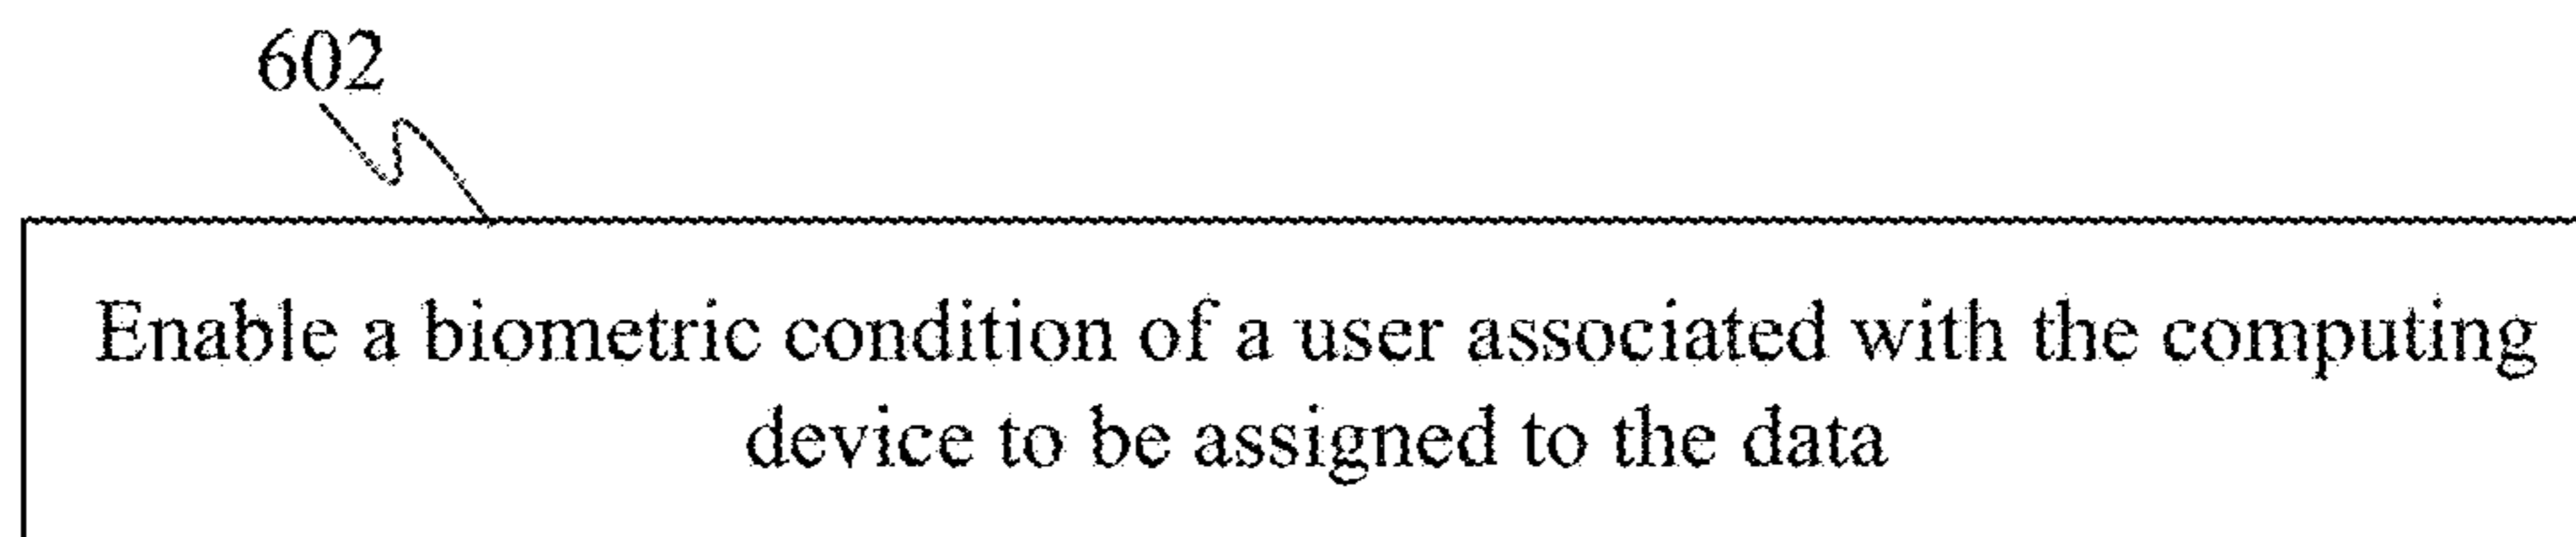 602
Enable a biometric condition of a user associated with the computing
device to be assigned to the data